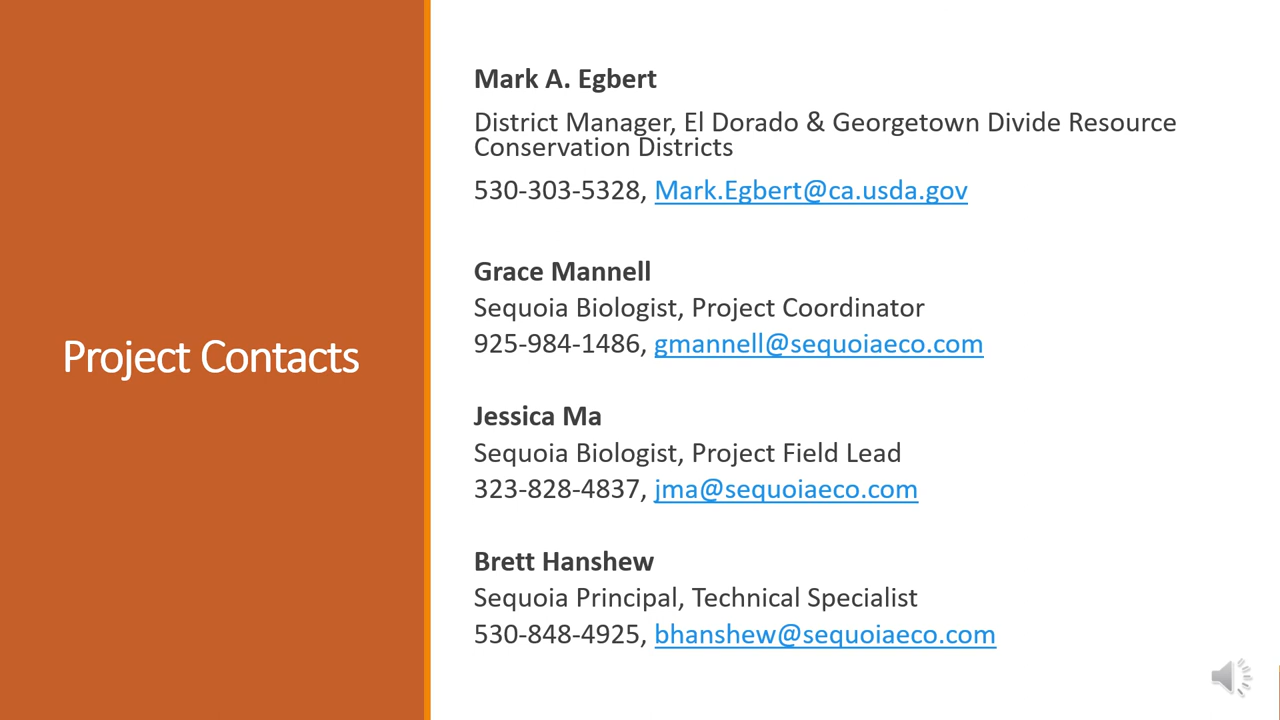 Project Contacts
Mark A. Egbert
District Manager, El Dorado & Georgetown Divide Resource
Conservation Districts
530-303-5328, Mark.Egbert@ca.usda.gov
Grace Mannell
Sequoia Biologist, Project Coordinator
925-984-1486, gmannell@sequoiaeco.com
Jessica Ma
Sequoia Biologist, Project Field Lead
323-828-4837, jma@sequoiaeco.com
Brett Hanshew
Sequoia Principal, Technical Specialist
530-848-4925, bhanshew@sequoiaeco.com